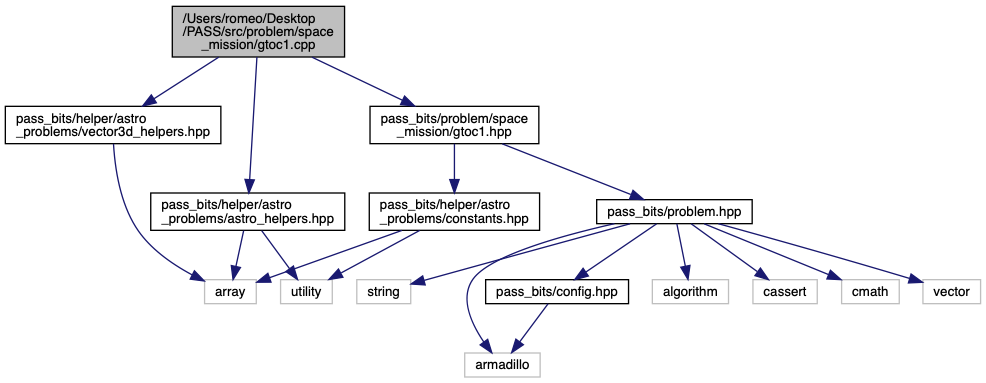 /Users/romeo/Desktop
/PASS/src/problem/space
_mission/gtoc1.cpp
pass_bits/helper/astro
_problems/vector3d_helpers.hpp
pass_bits/problem/space
_mission/gtoc1.hpp
pass_bits/helper/astro
_problems/astro_helpers.hpp
pass_bits/helper/astro
_problems/constants.hpp
pass_bits/problem.hpp
array
utility
string
pass_bits/config.hpp
algorithm
cassert
cmath
vector
armadillo